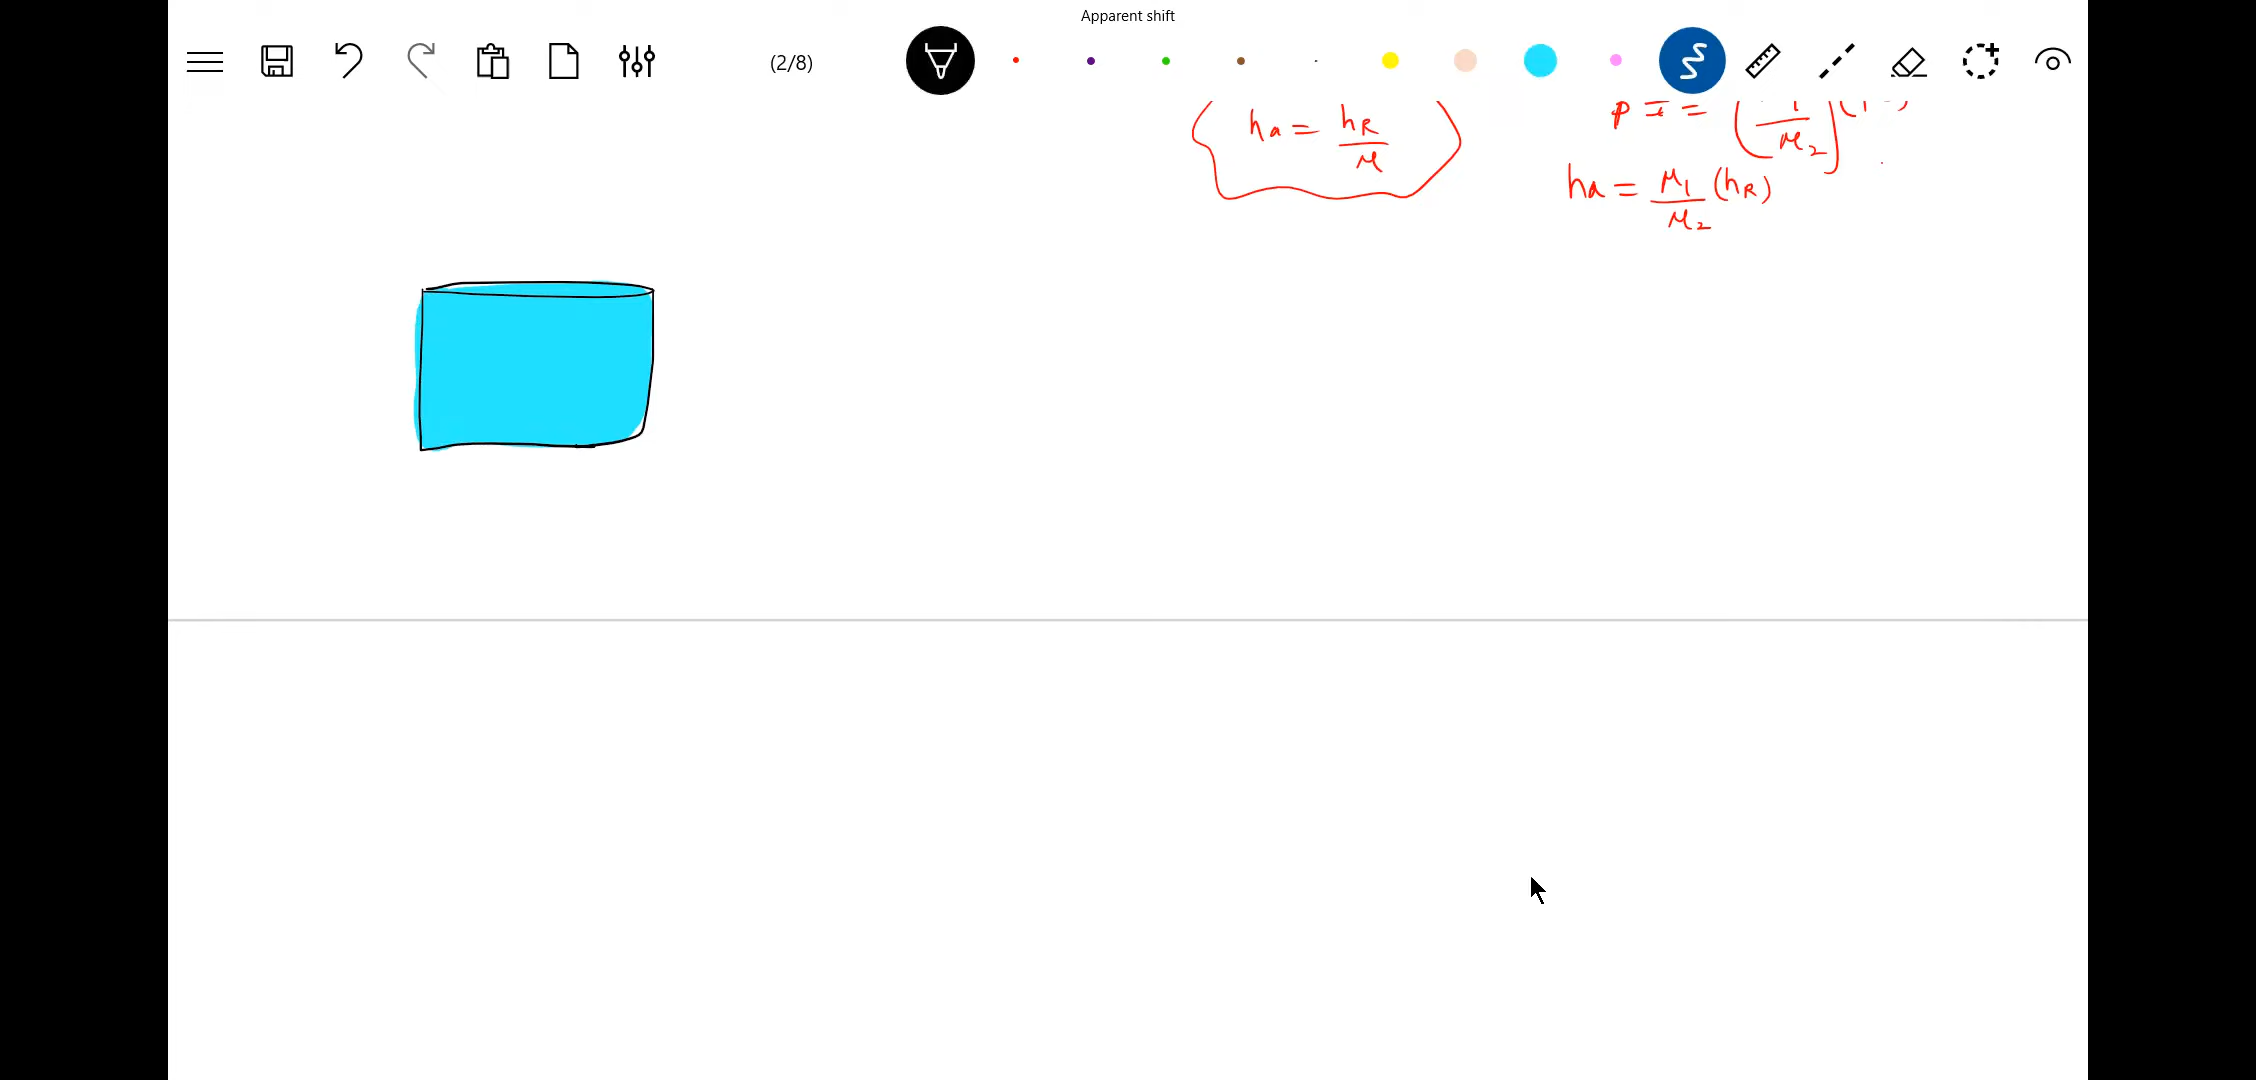 Apparent shift
(2/8)
ha = hR/μ
ha = μ1/μ2 (hR)